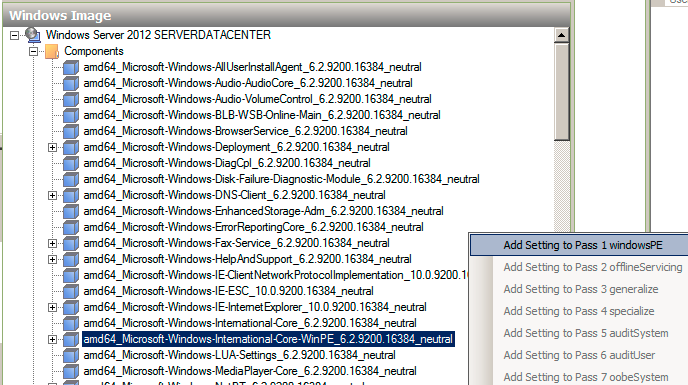 Windows Image
Windows Server 2012 SERVERDATACENTER
Components
amd64_Microsoft-Windows-AllUserInstallAgent_6.2.9200.16384_neutral
amd64_Microsoft-Windows-Audio-AudioCore_6.2.9200.16384_neutral
amd64_Microsoft-Windows-Audio-VolumeControl_6.2.9200.16384_neutral
amd64_Microsoft-Windows-BLB-WSB-Online-Main_6.2.9200.16384_neutral
amd64_Microsoft-Windows-BrowserService_6.2.9200.16384_neutral
amd64_Microsoft-Windows-Deployment_6.2.9200.16384_neutral
amd64_Microsoft-Windows-DiagCpl_6.2.9200.16384_neutral
amd64_Microsoft-Windows-Disk-Failure-Diagnostic-Module_6.2.9200.16384_neutral
amd64_Microsoft-Windows-DNS-Client_6.2.9200.16384_neutral
amd64_Microsoft-Windows-EnhancedStorage-Adm_6.2.9200.16384_neutral
amd64_Microsoft-Windows-ErrorReportingCore_6.2.9200.16384_neutral
amd64_Microsoft-Windows-Fax-Service_6.2.9200.16384_neutral
amd64_Microsoft-Windows-HelpAndSupport_6.2.9200.16384_neutral
amd64_Microsoft-Windows-IE-ClientNetworkProtocolImplementation_10.0.9200.16
amd64_Microsoft-Windows-IE-ESC_10.0.9200.16384_neutral
amd64_Microsoft-Windows-IE-InternetExplorer_10.0.9200.16384_neutral
amd64_Microsoft-Windows-International-Core_6.2.9200.16384_neutral
amd64_Microsoft-Windows-International-Core-WinPE_6.2.9200.16384_neutral
amd64_Microsoft-Windows-LUA-Settings_6.2.9200.16384_neutral
amd64_Microsoft-Windows-MediaPlayer-Core_6.2.9200.16384_neutral
Add Setting to Pass 1 windowsPE
Add Setting to Pass 2 offlineServicing
Add Setting to Pass 3 generalize
Add Setting to Pass 4 specialize
Add Setting to Pass 5 auditSystem
Add Setting to Pass 6 auditUser
Add Setting to Pass 7 oobeSystem